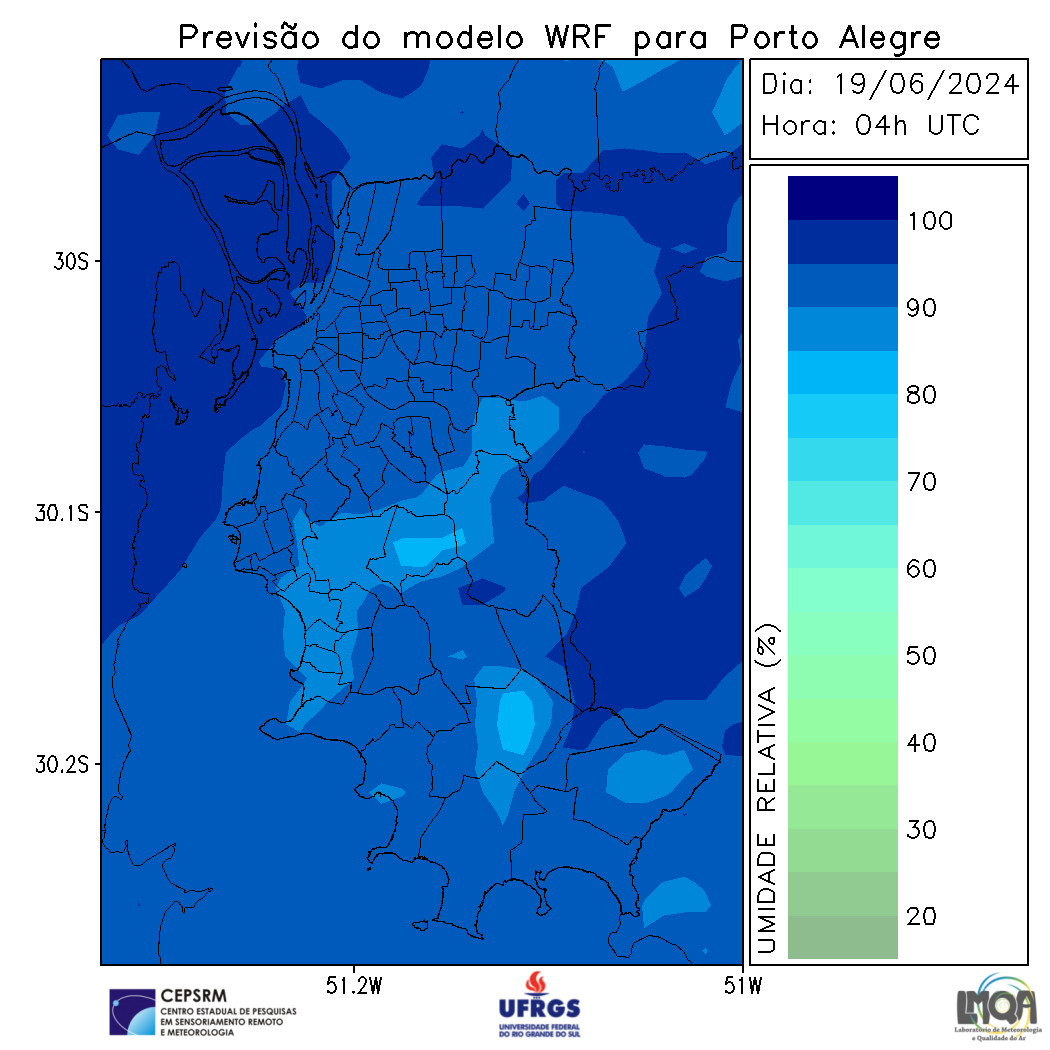 Previsão do modelo WRF para Porto Alegre
Dia: 19/06/2024
Hora: 04h UTC
30S
30.1S
30.2S
51.2W
51W
UMIDADE RELATIVA (%)
100
90
80
70
60
50
40
30
20
CEPSRM
CENTRO ESTADUAL DE PESQUISAS
EM SENSORIAMENTO REMOTO
E METEOROLOGIA
UFRGS
UNIVERSIDADE FEDERAL
DO RIO GRANDE DO SUL
LMQA
Laboratório de Meteorologia
e Qualidade do Ar